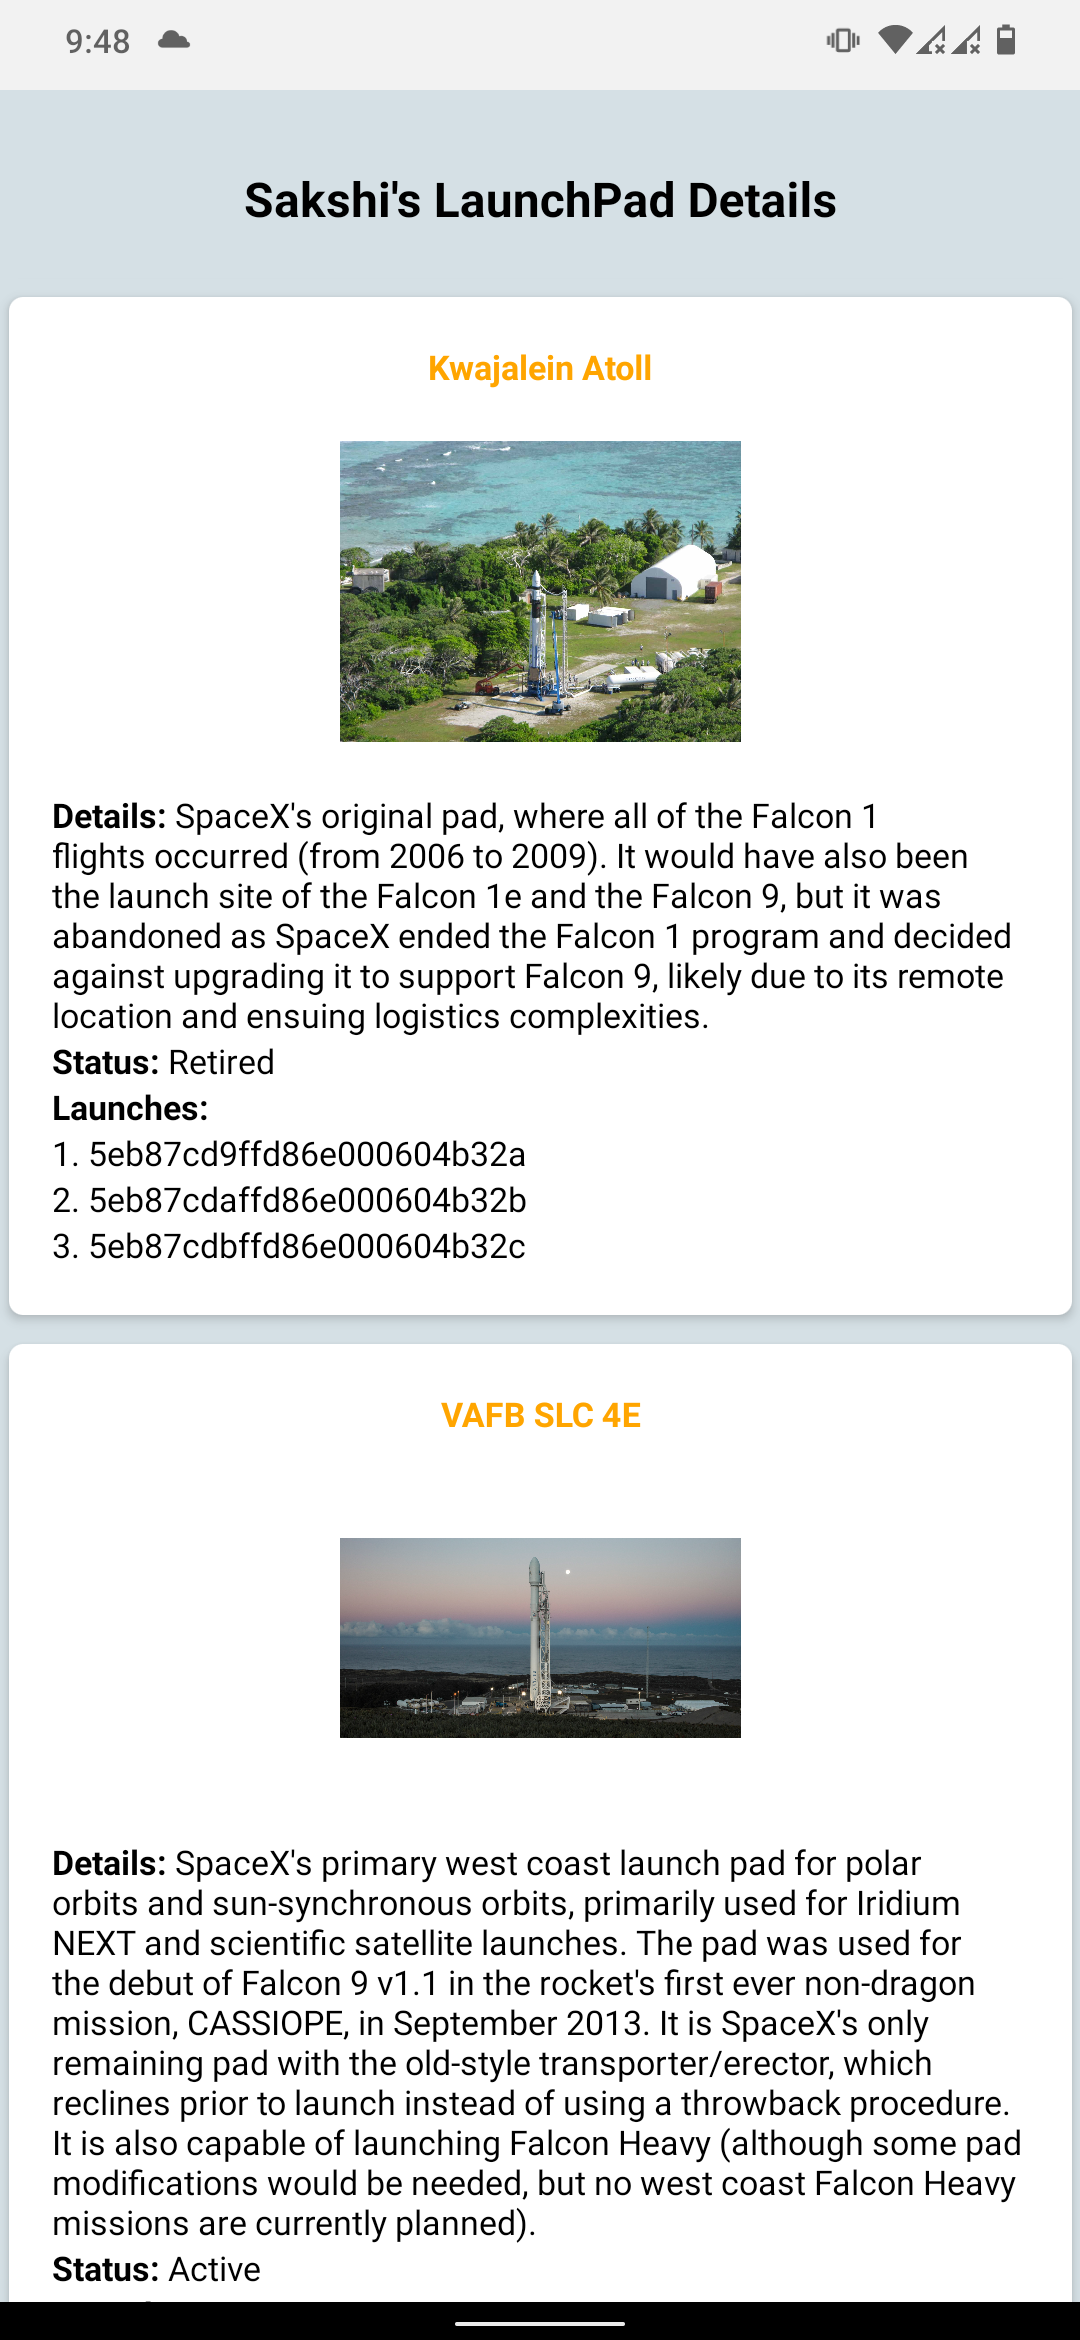 9:48
Sakshi's LaunchPad Details
Kwajalein Atoll
Details: SpaceX's original pad, where all of the Falcon 1
flights occurred (from 2006 to 2009). It would have also been
the launch site of the Falcon 1e and the Falcon 9, but it was
abandoned as SpaceX ended the Falcon 1 program and decided
against upgrading it to support Falcon 9, likely due to its remote
location and ensuing logistics complexities.
Status: Retired
Launches:
1. 5eb87cd9ffd86e000604b32a
2. 5eb87cdaffd86e000604b32b
3. 5eb87cdbffd86e000604b32c
VAFB SLC 4E
Details: SpaceX's primary west coast launch pad for polar
orbits and sun-synchronous orbits, primarily used for Iridium
NEXT and scientific satellite launches. The pad was used for
the debut of Falcon 9 v1.1 in the rocket's first ever non-dragon
mission, CASSIOPE, in September 2013. It is SpaceX's only
remaining pad with the old-style transporter/erector, which
reclines prior to launch instead of using a throwback procedure.
It is also capable of launching Falcon Heavy (although some pad
modifications would be needed, but no west coast Falcon Heavy
missions are currently planned).
Status: Active